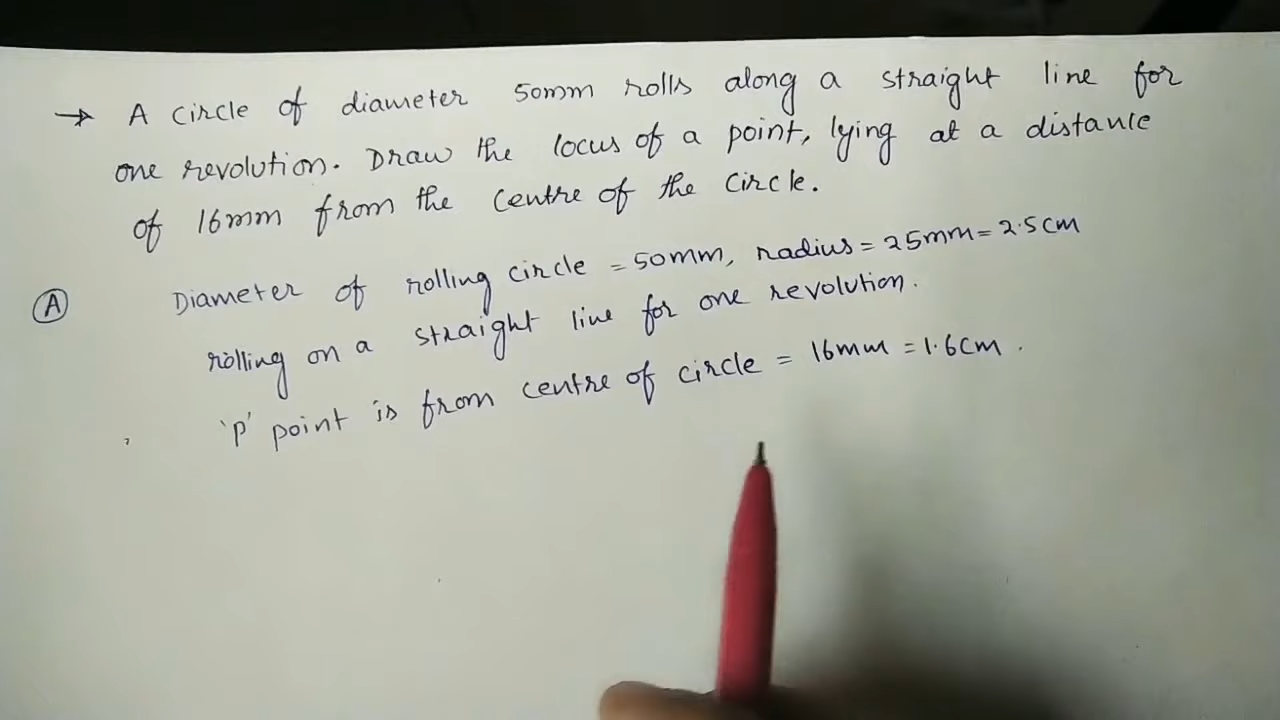 → A circle of diameter 50mm rolls along a straight line for
one revolution. Draw the locus of a point, lying at a distance
of 16mm from the centre of the circle.
(A) Diameter of rolling circle = 50mm, radius = 25mm = 2.5cm
rolling on a straight line for one revolution.
'P' point is from centre of circle = 16mm = 1.6cm.